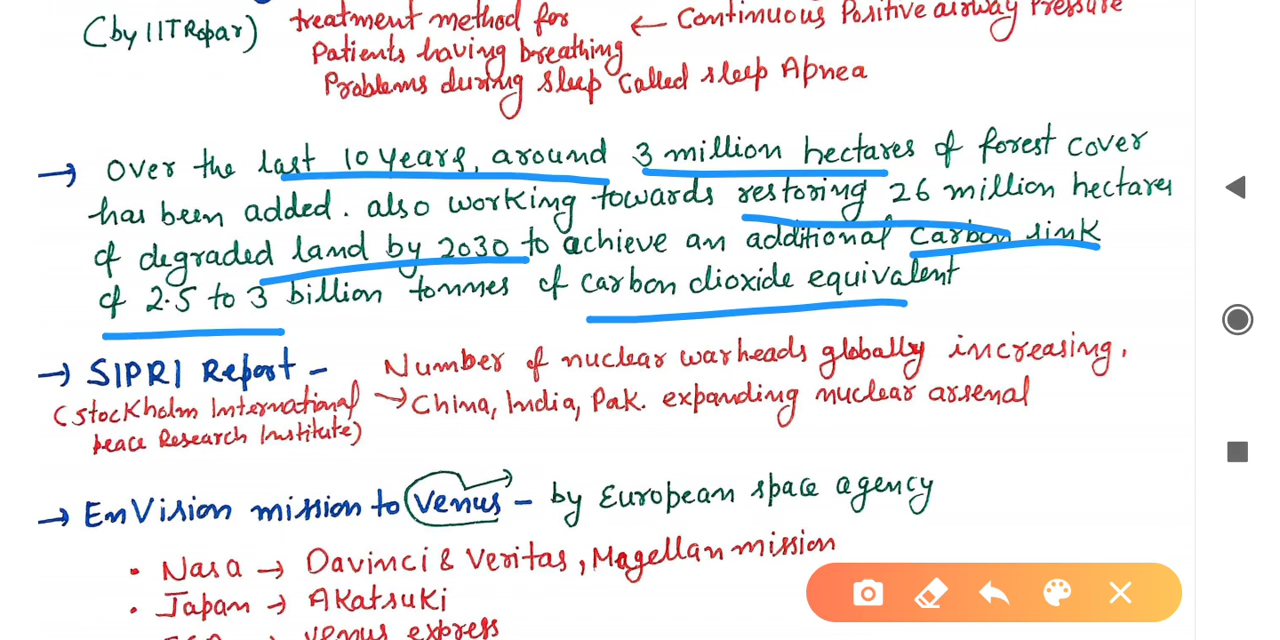 (by IIT Ropar) treatment method for ← Continuous Positive airway Pressure
Patients having breathing
Problems during sleep called sleep Apnea
→ Over the last 10 years, around 3 million hectares of forest cover
has been added. also working towards restoring 26 million hectares
of degraded land by 2030 to achieve an additional carbon sink
of 2.5 to 3 billion tonnes of carbon dioxide equivalent
→ SIPRI Report - Number of nuclear warheads globally increasing.
(Stockholm International → China, India, Pak. expanding nuclear arsenal
Peace Research Institute)
→ EnVision mission to Venus - by European space agency
• Nasa → Davinci & Veritas, Magellan mission
• Japan → Akatsuki
ESA → Venus express